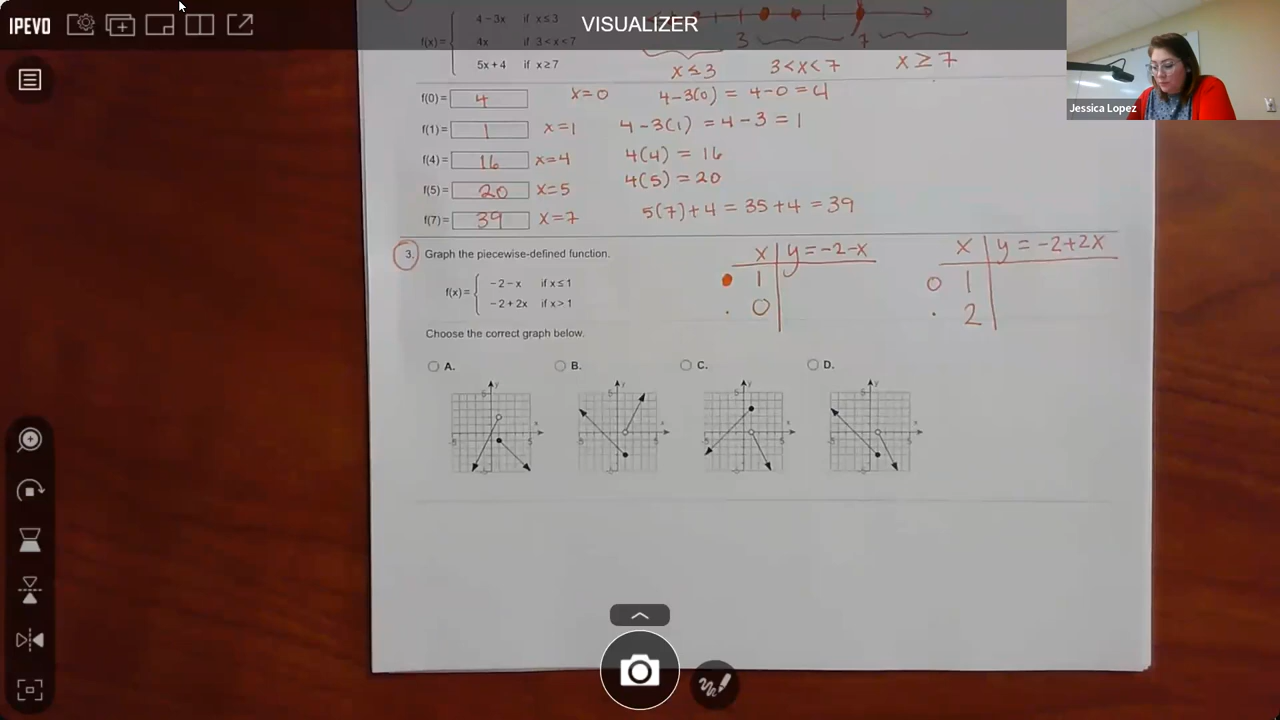 IPEVO
VISUALIZER
Jessica Lopez
f(x) = { 4 − 3x if x ≤ 3
4x if 3 < x < 7
5x + 4 if x ≥ 7
3 7
x ≤ 3 3 < x < 7 x ≥ 7
f(0) = 4 x = 0 4 − 3(0) = 4 − 0 = 4
f(1) = 1 x = 1 4 − 3(1) = 4 − 3 = 1
f(4) = 16 x = 4 4(4) = 16
f(5) = 20 x = 5 4(5) = 20
f(7) = 39 x = 7 5(7) + 4 = 35 + 4 = 39
3. Graph the piecewise-defined function.
f(x) = { − 2 − x if x ≤ 1
− 2 + 2x if x > 1
x y = −2 − x
1
0
x y = −2 + 2x
1
2
Choose the correct graph below.
A. B. C. D.